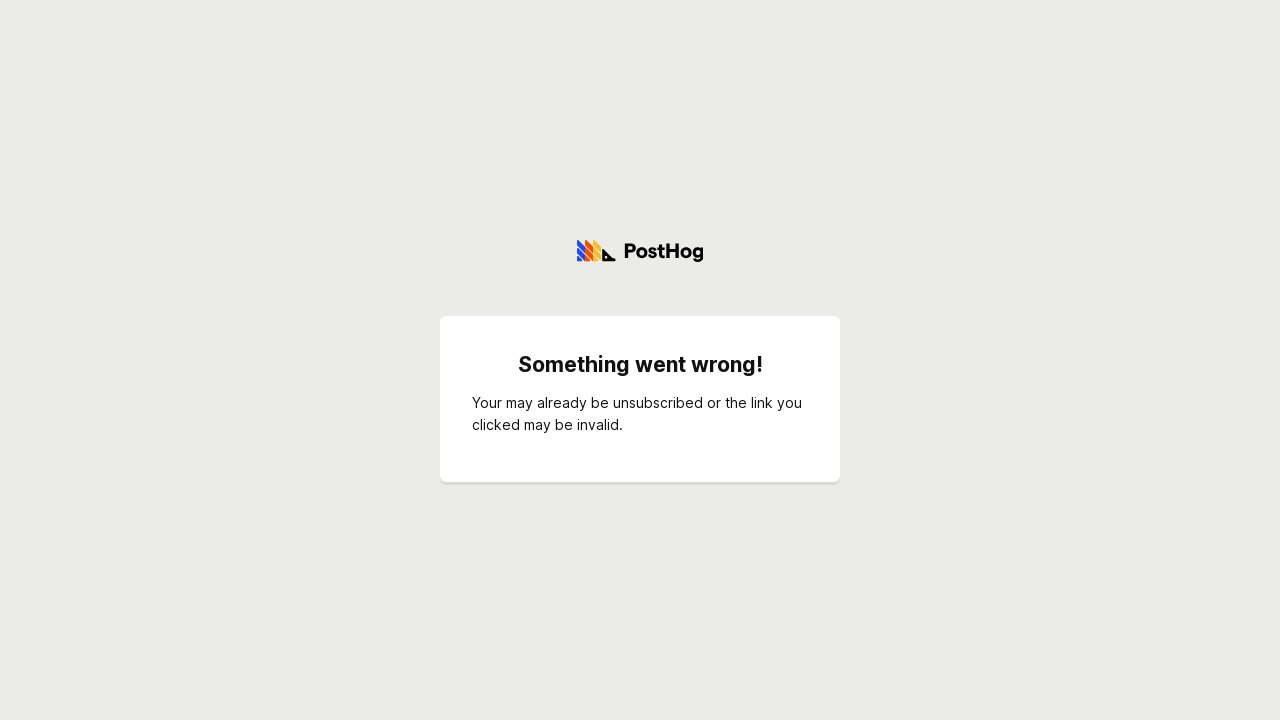 PostHog
Something went wrong!
Your may already be unsubscribed or the link you
clicked may be invalid.